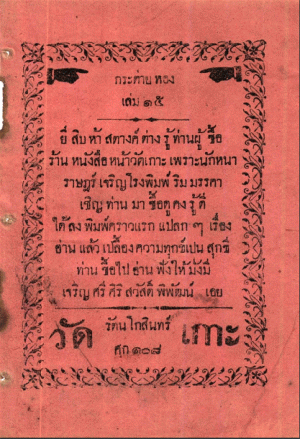 กระต่าย ทอง
เล่ม ๑๕
ยี่ สิบ ห้า สตางค์ ต่าง รู้ ท่านผู้ ซื้อ
ร้าน หนังสือ หน้าวัดเกาะ เพราะนักหนา
ราษฎร์ เจริญโรงพิมพ์ ริม มรรคา
เชิญ ท่าน มา ซื้อดู คง รู้ ดี
ได้ ลง พิมพ์คราวแรก แปลก ๆ เรื่อง
อ่าน แล้ว เปลื้องความทุกข์เปน ศุกขี
ท่าน ซื้อไป อ่าน ฟัง ให้ มั่งมี
เจริญ ศรี ศิริ สวัสดิ์ พิพัฒน์ เอย
วัด รัตนโกสินทร์ เกาะ
ศก ๑๐๘